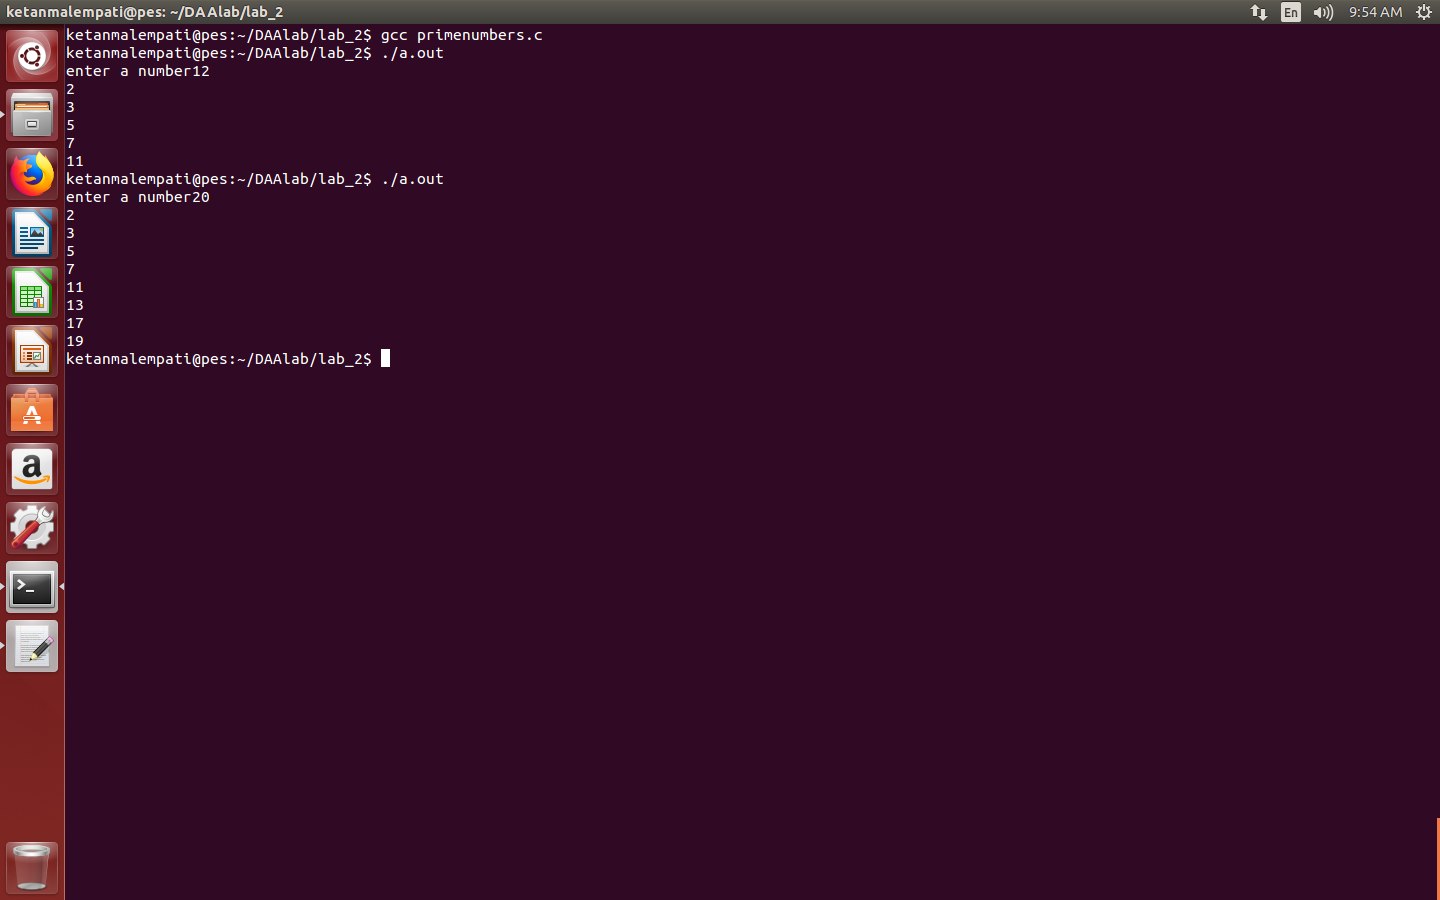 ketanmalempati@pes: ~/DAAlab/lab_2
En
9:54 AM
ketanmalempati@pes:~/DAAlab/lab_2$ gcc primenumbers.c
ketanmalempati@pes:~/DAAlab/lab_2$ ./a.out
enter a number12
2
3
5
7
11
ketanmalempati@pes:~/DAAlab/lab_2$ ./a.out
enter a number20
2
3
5
7
11
13
17
19
ketanmalempati@pes:~/DAAlab/lab_2$